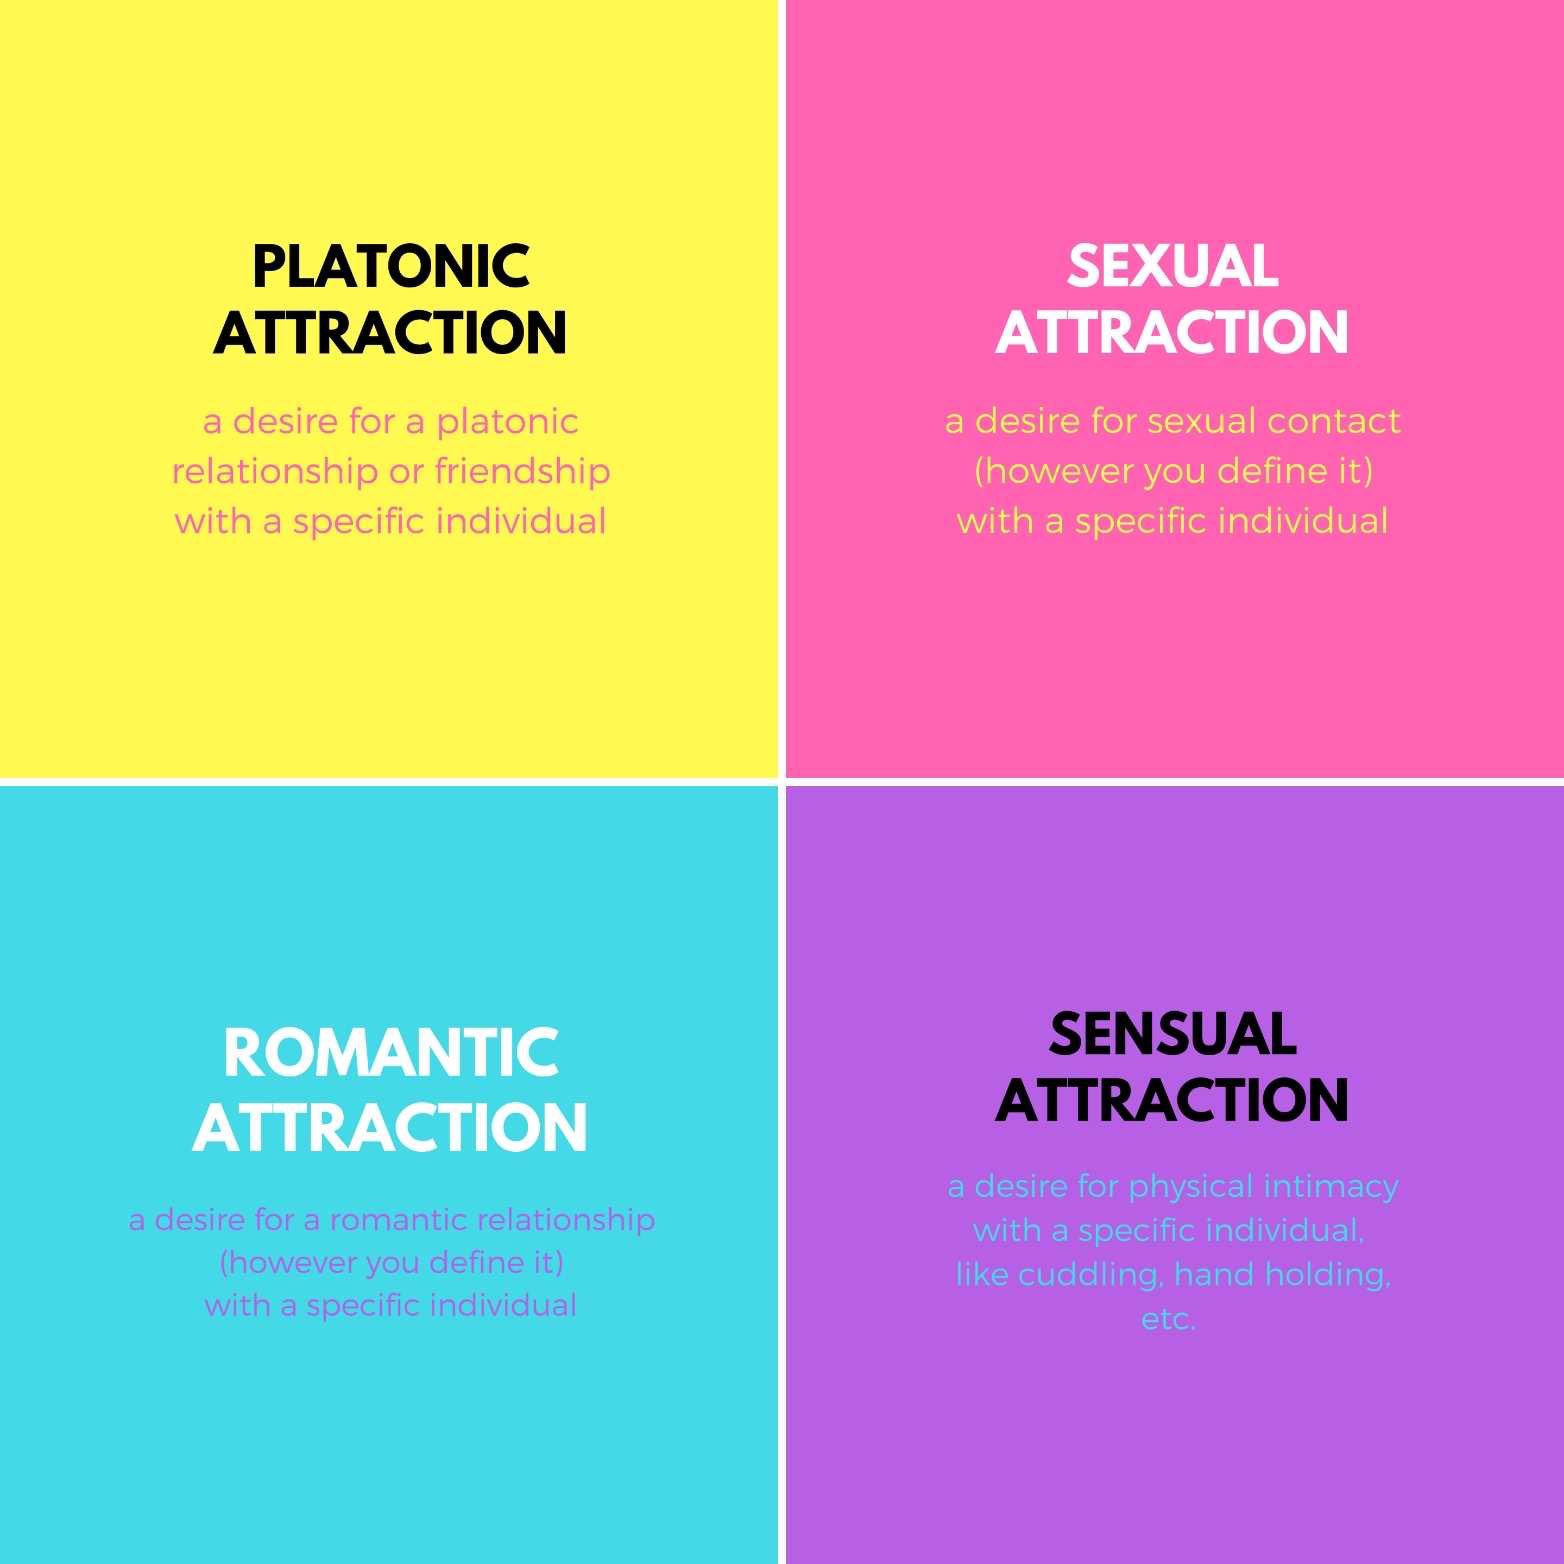 PLATONIC
ATTRACTION
a desire for a platonic
relationship or friendship
with a specific individual
SEXUAL
ATTRACTION
a desire for sexual contact
(however you define it)
with a specific individual
ROMANTIC
ATTRACTION
a desire for a romantic relationship
(however you define it)
with a specific individual
SENSUAL
ATTRACTION
a desire for physical intimacy
with a specific individual,
like cuddling, hand holding,
etc.